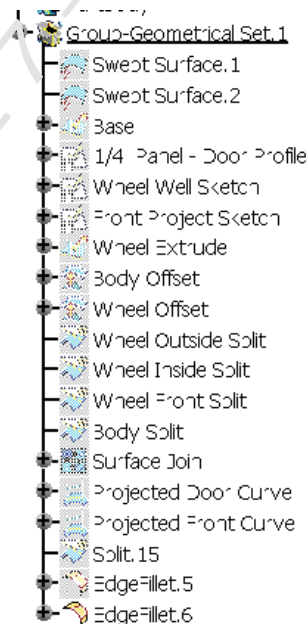 Group-Geometrical Set.1
Swept Surface.1
Swept Surface.2
Base
1/4 Panel - Door Profile
Wheel Well Sketch
Front Project Sketch
Wheel Extrude
Body Offset
Wheel Offset
Wheel Outside Split
Wheel Inside Split
Wheel Front Split
Body Split
Surface Join
Projected Door Curve
Projected Front Curve
Split.15
EdgeFillet.5
EdgeFillet.6